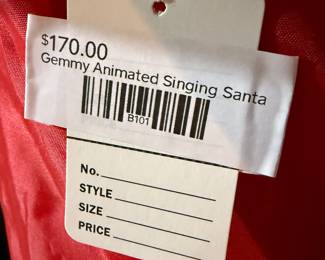 $170.00
Gemmy Animated Singing Santa
B101
No.
STYLE
SIZE
PRICE